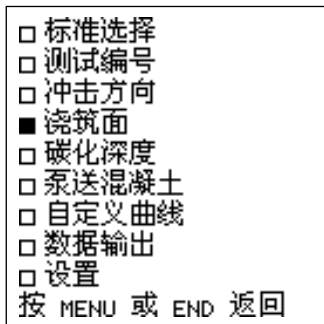 □ 标准选择
□ 测试编号
□ 冲击方向
■ 浇筑面
□ 碳化深度
□ 泵送混凝土
□ 自定义曲线
□ 数据输出
□ 设置
按 MENU 或 END 返回